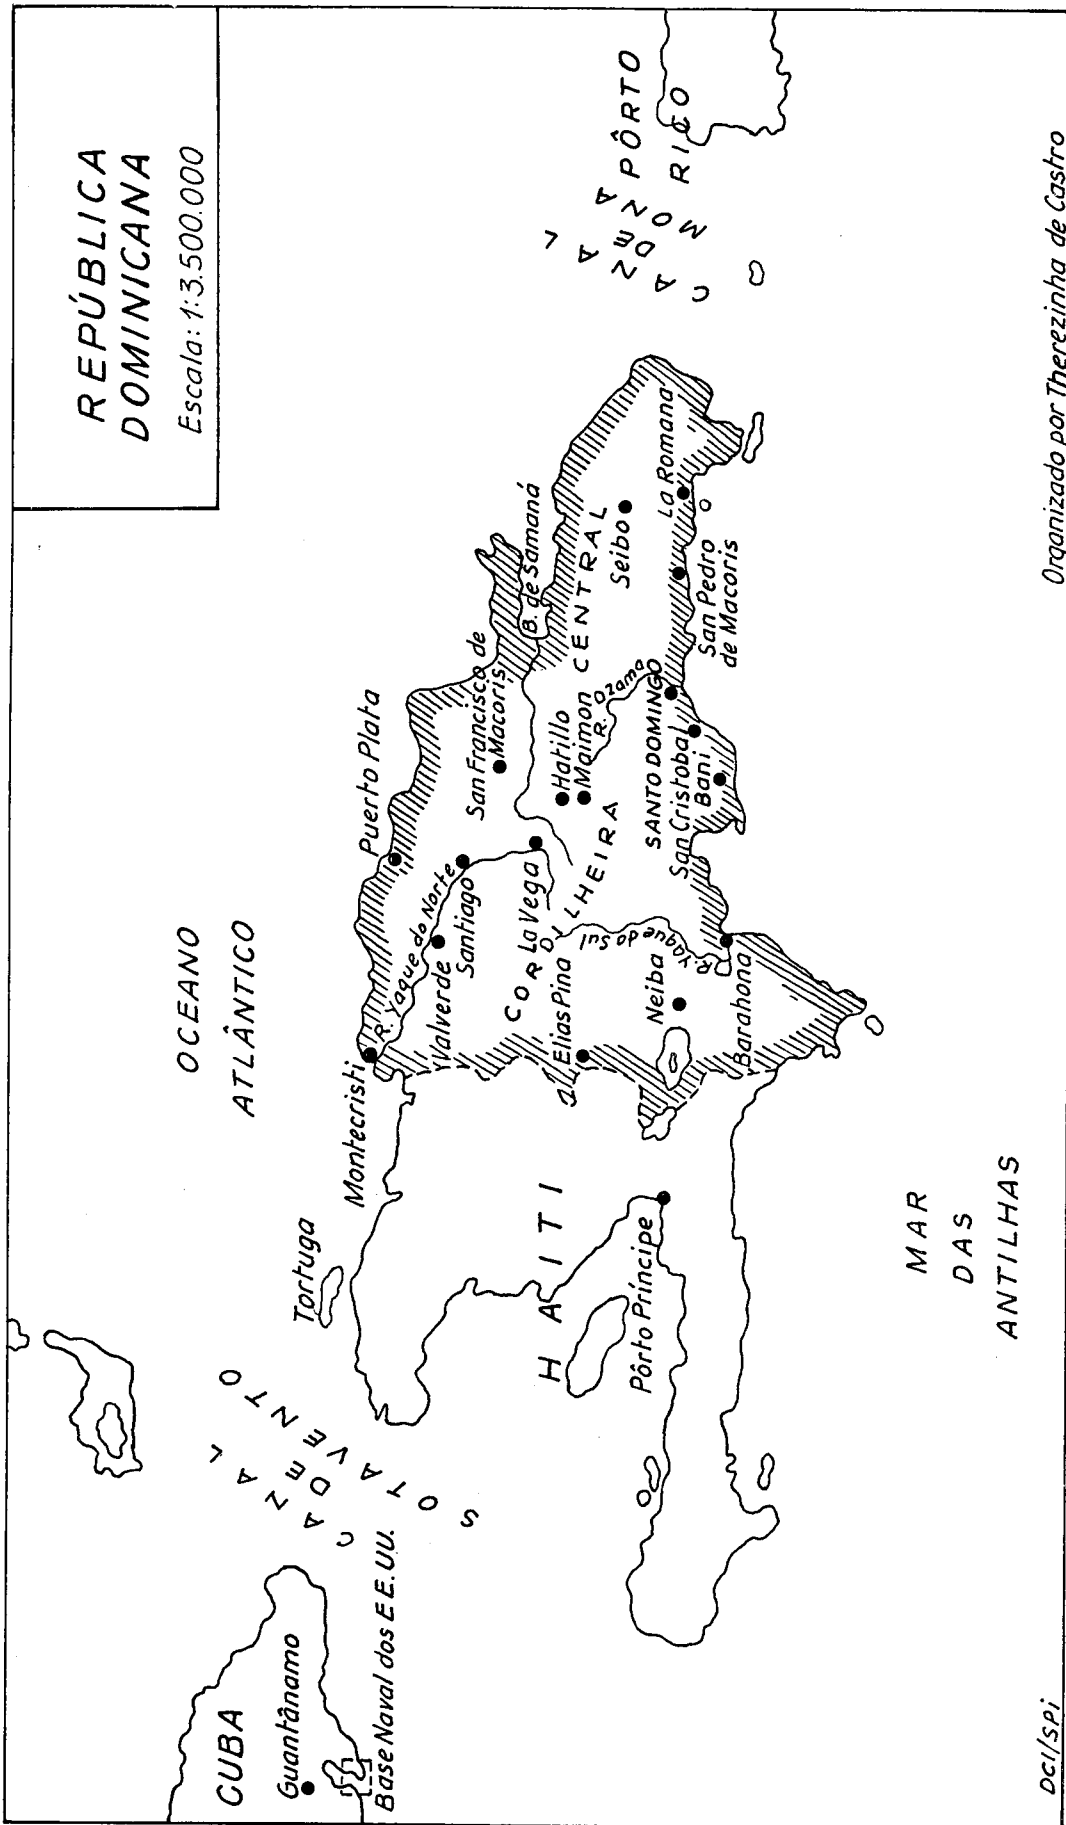 REPÚBLICA
DOMINICANA
Escala: 1:3.500.000
OCEANO
ATLÂNTICO
CUBA
Guantânamo
Base Naval dos EE.UU.
CANAL
DE
SOTAVENTO
Tortuga
Montecristi
Puerto Plata
R. Yaque do Norte
Valverde
Santiago
San Francisco de
Macoris
B. de Samaná
La Vega
Hatillo
Maimon
CORDILHEIRA CENTRAL
Elias Pina
R. Yaque do Sul
R. Ozama
Seibo
La Romana
San Pedro
de Macoris
SANTO DOMINGO
San Cristobal
Bani
Neiba
Barahona
HAITI
Pôrto Príncipe
CANAL
DE
MONA
PÔRTO
RICO
MAR
DAS
ANTILHAS
DCI/SPI
Organizado por Therezinha de Castro